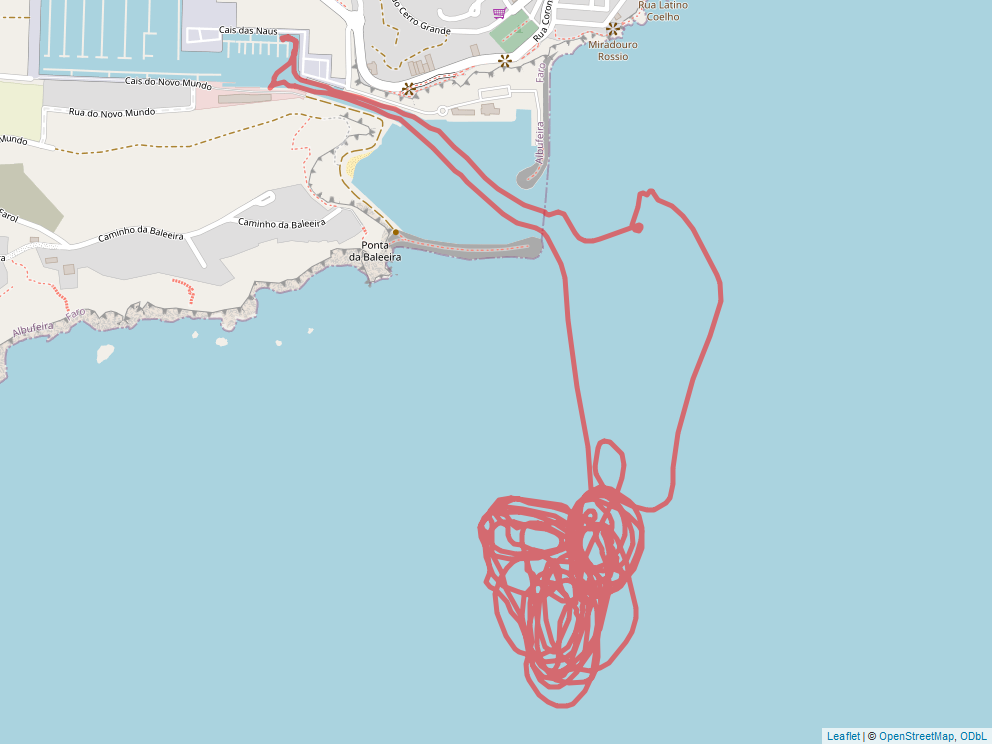 Rua Latino
Coelho
do Cerro Grande
Rua Coron
Cais das Naus
Miradouro
Rossio
Faro
Cais do Novo Mundo
Rua do Novo Mundo
Albufeira
Mundo
Farol
Caminho da Baleeira
Caminho da Baleeira
Ponta
da Baleeira
Albufeira
Faro
Leaflet | © OpenStreetMap, ODbL